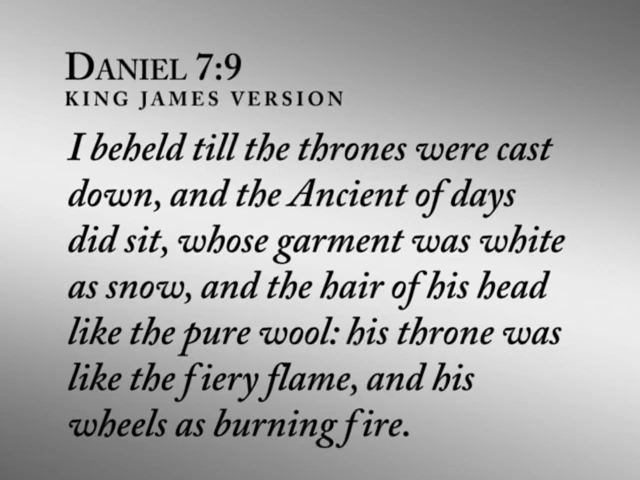 DANIEL 7:9
KING JAMES VERSION
I beheld till the thrones were cast
down, and the Ancient of days
did sit, whose garment was white
as snow, and the hair of his head
like the pure wool: his throne was
like the fiery flame, and his
wheels as burning fire.